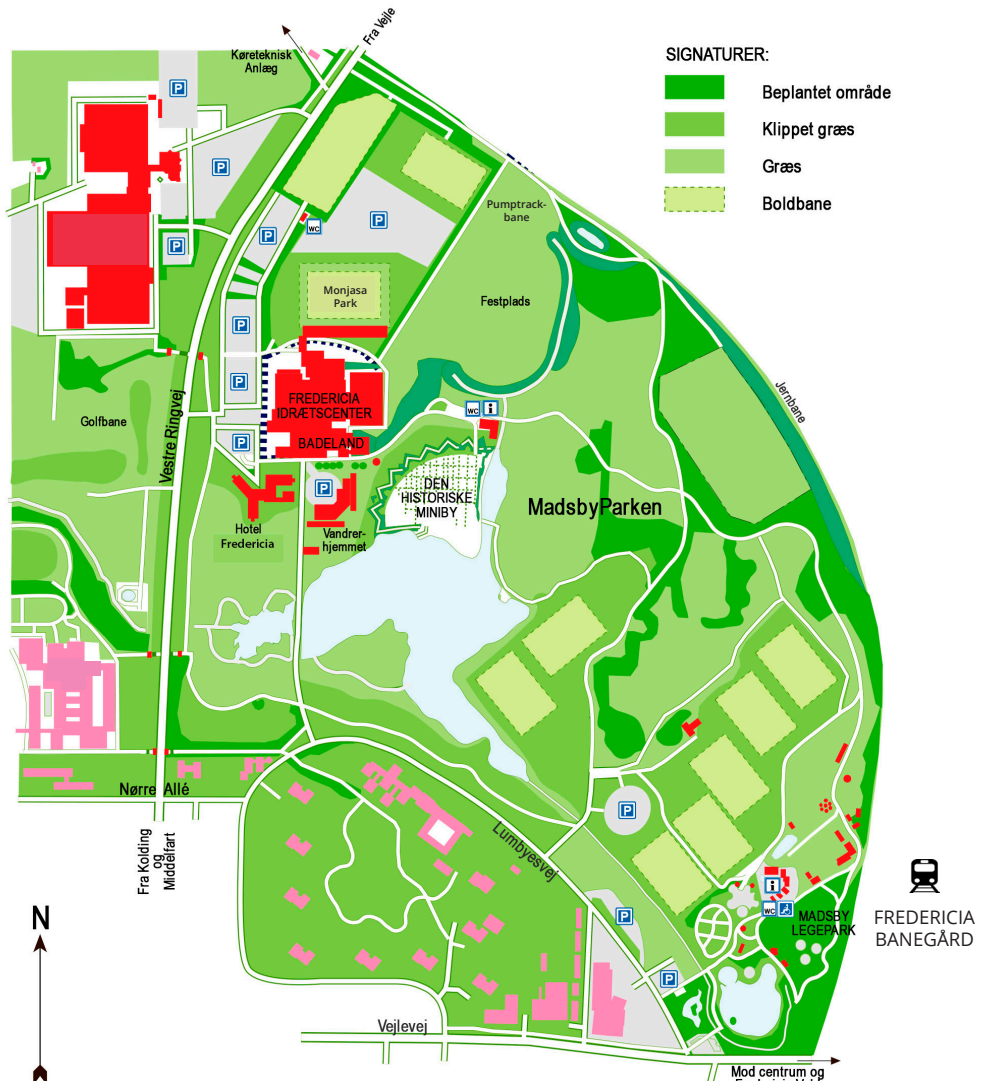 Fra Vejle
Køreteknisk
Anlæg
SIGNATURER:
Beplantet område
Klippet græs
Græs
Boldbane
P
P
P
P
P
WC
Pumptrack-
bane
Monjasa
Park
Festplads
P
P
Jernbane
FREDERICIA
IDRÆTSCENTER
BADELAND
Golfbane
Vestre Ringvej
WC i
P
P
DEN
HISTORISKE
MINIBY
MadsbyParken
Hotel
Fredericia
Vandrer-
hjemmet
Nørre Allé
Fra Kolding
og
Middelfart
Lumbyesvej
P
i
WC
MADSBY
LEGEPARK
FREDERICIA
BANEGÅRD
N
P
P
Vejlevej
Mod centrum og